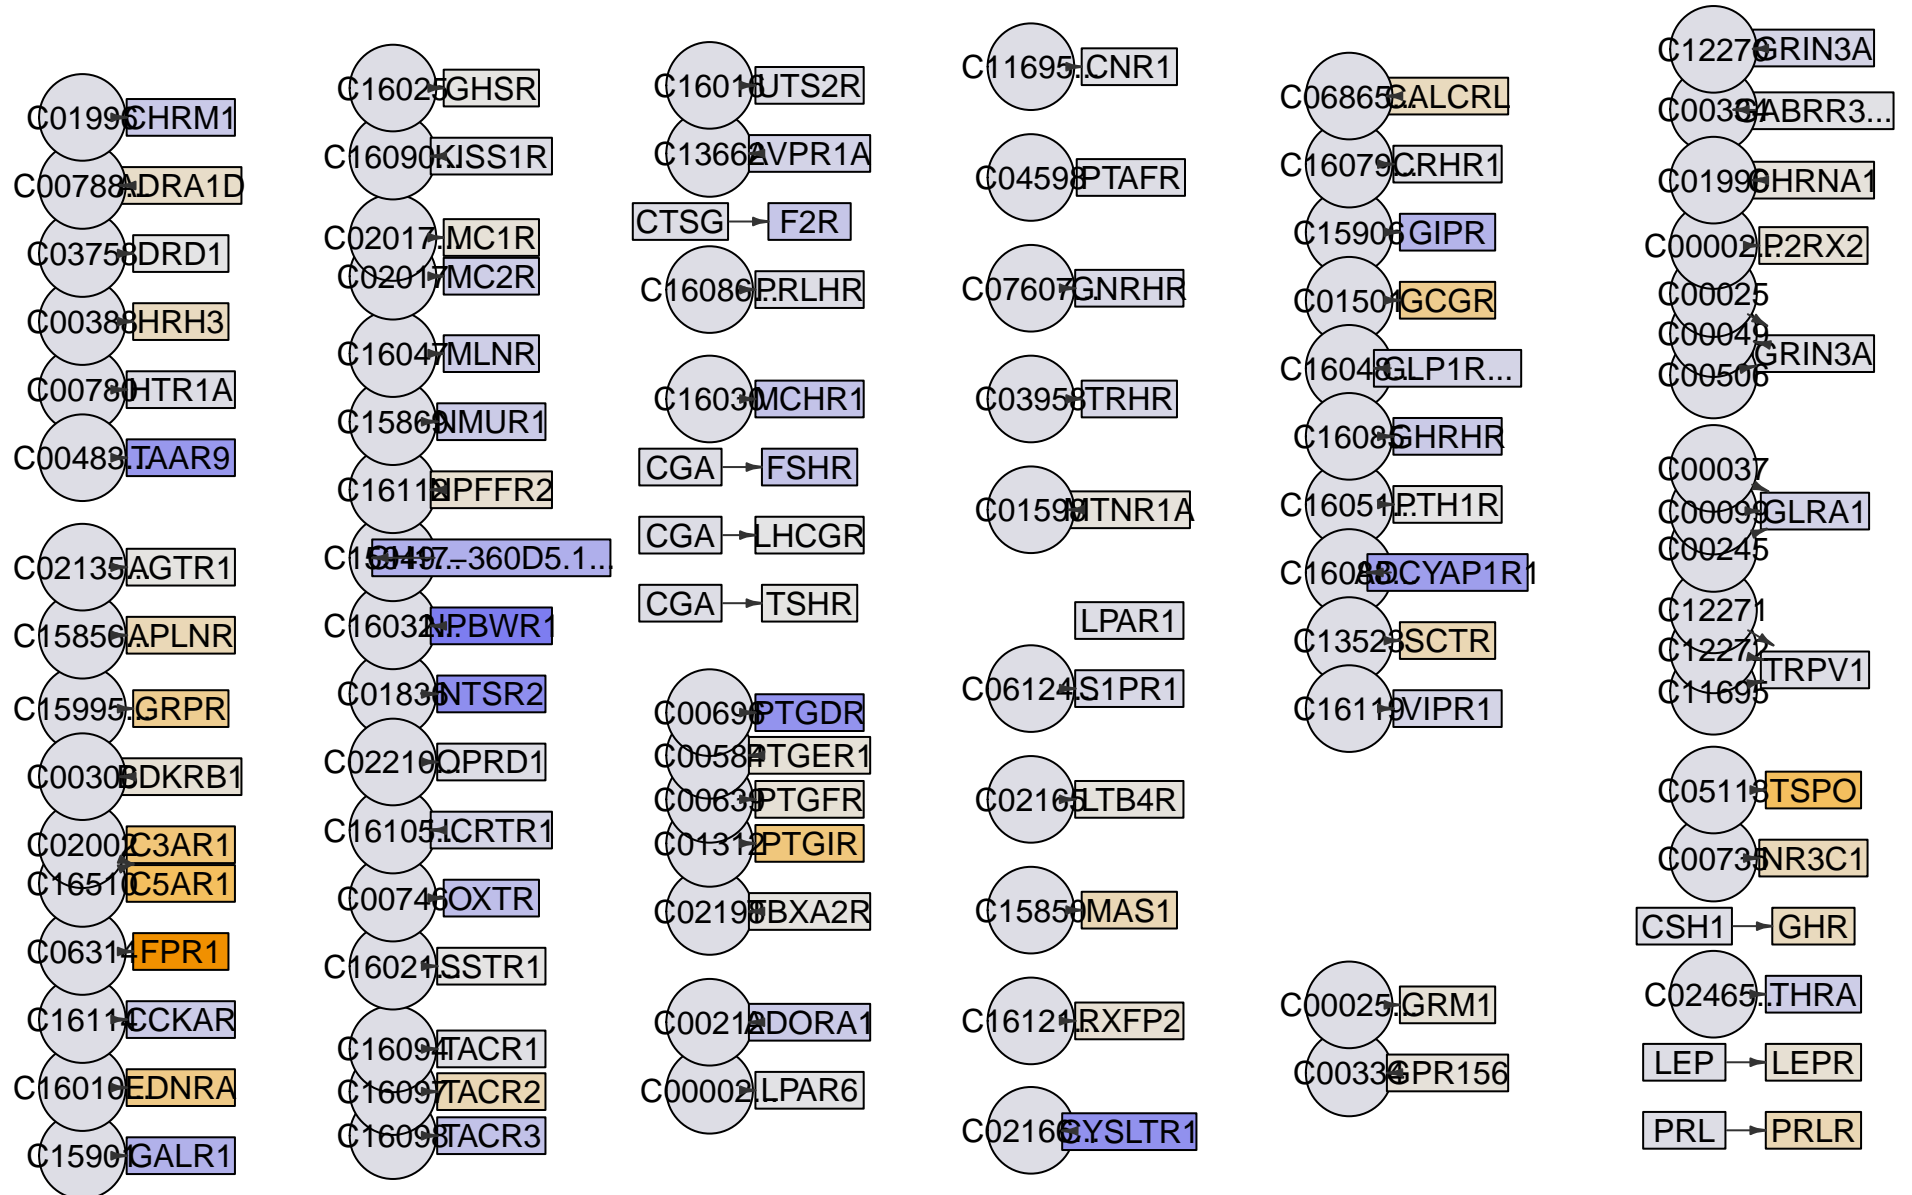 C01996 CHRM1
C00788... ADRA1D
C03758 DRD1
C00388 HRH3
C00780 HTR1A
C00483... TAAR9
C02135... AGTR1
C15856... APLNR
C15995... GRPR
BDKRB1
C02002 C3AR1
C16510 C5AR1
C06314 FPR1
CCKAR
C16010... EDNRA
C15901 GALR1
C16025 GHSR
C16090... KISS1R
C02017... MC1R
C02017 MC2R
C16047 MLNR
C15869 NMUR1
C16118 NPFFR2
C16032... NPBWR1
C01836 NTSR2
C02210... OPRD1
C16105... HCRTR1
C00746 OXTR
C16021... SSTR1
C16094 TACR1
C16097 TACR2
C16098 TACR3
C16016 UTS2R
C13662 AVPR1A
CTSG F2R
C16086... PRLHR
C16030 MCHR1
CGA FSHR
CGA LHCGR
CGA TSHR
C00696 PTGDR
C00584 PTGER1
C00639 PTGFR
C01312 PTGIR
C02198 TBXA2R
C00212 ADORA1
C00002... LPAR6
C11695... CNR1
C04598 PTAFR
C07607... GNRHR
C03958 TRHR
C01598 MTNR1A
LPAR1
C06124... S1PR1
C02165 LTB4R
C15850 MAS1
C16121... RXFP2
C02166... CYSLTR1
C06865... CALCRL
C16079... CRHR1
C15906 GIPR
C01501 GCGR
C16048... GLP1R...
C16085 GHRHR
C16051... PTH1R
ADCYAP1R1
C13523 SCTR
C16119 VIPR1
C00025... GRM1
C00334 GPR156
C12270 GRIN3A
C00334 GABRR3...
C01996 CHRNA1
C00002... P2RX2
C00025
C00049
C00506
GRIN3A
C00037
C00099
C00245
GLRA1
C12271
C12272
C11695
TRPV1
C05113 TSPO
C00735 NR3C1
CSH1 GHR
C02465... THRA
LEP LEPR
PRL PRLR